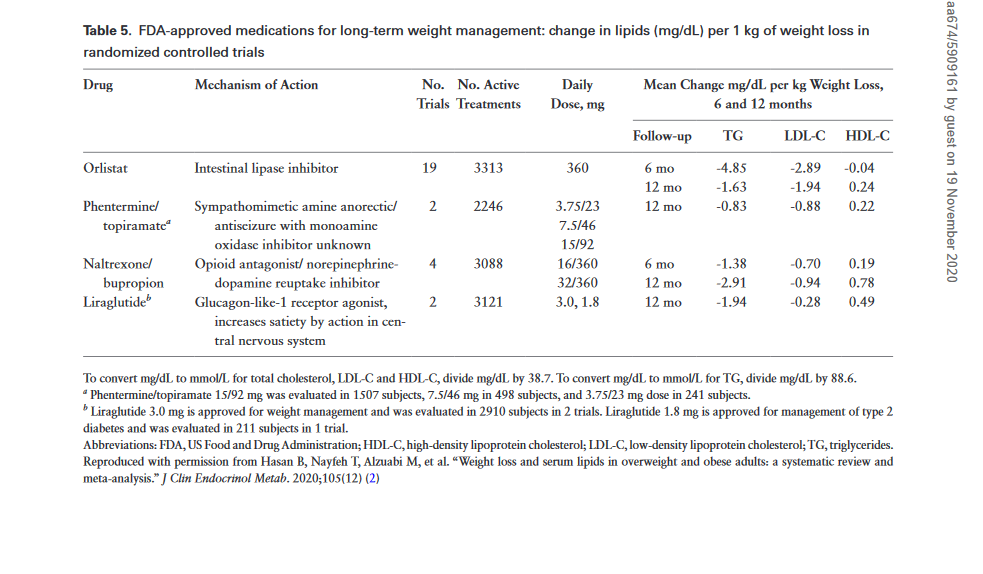 Table 5. FDA-approved medications for long-term weight management: change in lipids (mg/dL) per 1 kg of weight loss in
randomized controlled trials
Drug Mechanism of Action No. Trials No. Active Treatments Daily Dose, mg Mean Change mg/dL per kg Weight Loss, 6 and 12 months
Follow-up TG LDL-C HDL-C
Orlistat Intestinal lipase inhibitor 19 3313 360 6 mo -4.85 -2.89 -0.04
12 mo -1.63 -1.94 0.24
Phentermine/ Sympathomimetic amine anorectic/ 2 2246 3.75/23 12 mo -0.83 -0.88 0.22
topiramateᵃ antiseizure with monoamine 7.5/46
oxidase inhibitor unknown 15/92
Naltrexone/ Opioid antagonist/ norepinephrine- 4 3088 16/360 6 mo -1.38 -0.70 0.19
bupropion dopamine reuptake inhibitor 32/360 12 mo -2.91 -0.94 0.78
Liraglutideᵇ Glucagon-like-1 receptor agonist, 2 3121 3.0, 1.8 12 mo -1.94 -0.28 0.49
increases satiety by action in cen-
tral nervous system
To convert mg/dL to mmol/L for total cholesterol, LDL-C and HDL-C, divide mg/dL by 38.7. To convert mg/dL to mmol/L for TG, divide mg/dL by 88.6.
ᵃ Phentermine/topiramate 15/92 mg was evaluated in 1507 subjects, 7.5/46 mg in 498 subjects, and 3.75/23 mg dose in 241 subjects.
ᵇ Liraglutide 3.0 mg is approved for weight management and was evaluated in 2910 subjects in 2 trials. Liraglutide 1.8 mg is approved for management of type 2
diabetes and was evaluated in 211 subjects in 1 trial.
Abbreviations: FDA, US Food and Drug Administration; HDL-C, high-density lipoprotein cholesterol; LDL-C, low-density lipoprotein cholesterol; TG, triglycerides.
Reproduced with permission from Hasan B, Nayfeh T, Alzuabi M, et al. “Weight loss and serum lipids in overweight and obese adults: a systematic review and
meta-analysis.” J Clin Endocrinol Metab. 2020;105(12) (2)
aa674/5909161 by guest on 19 November 2020